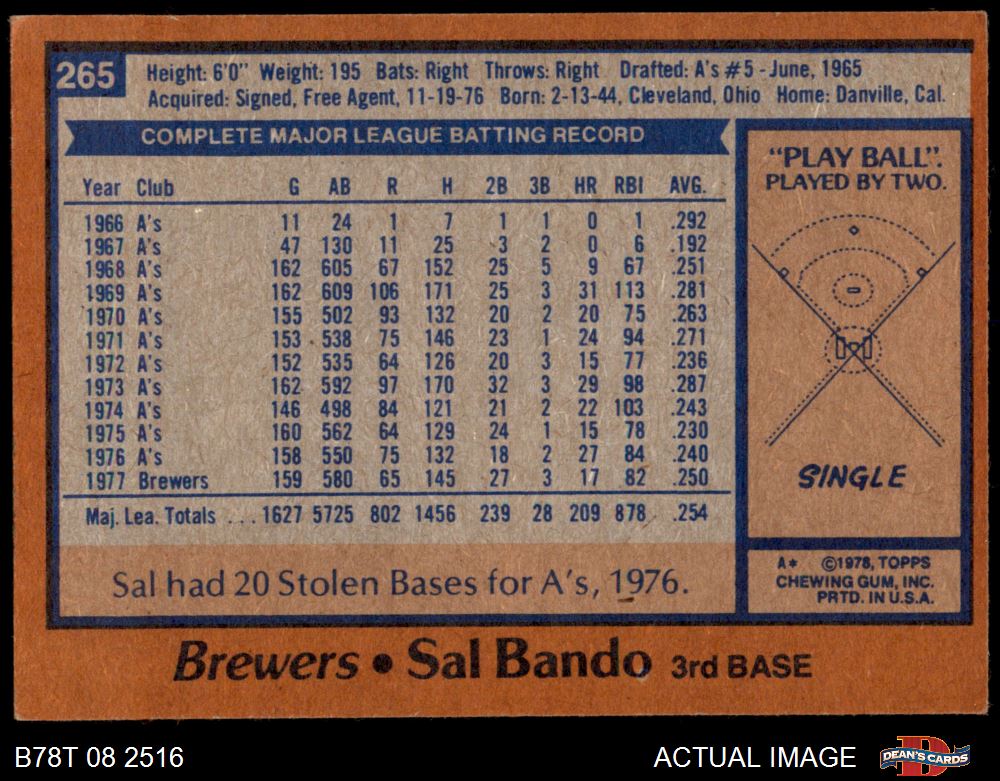 265
Height: 6'0" Weight: 195 Bats: Right Throws: Right Drafted: A's #5 - June, 1965
Acquired: Signed, Free Agent, 11-19-76 Born: 2-13-44, Cleveland, Ohio Home: Danville, Cal.
COMPLETE MAJOR LEAGUE BATTING RECORD
Year Club G AB R H 2B 3B HR RBI AVG.
1966 A's 11 24 1 7 1 1 0 1 .292
1967 A's 47 130 11 25 3 2 0 6 .192
1968 A's 162 605 67 152 25 5 9 67 .251
1969 A's 162 609 106 171 25 3 31 113 .281
1970 A's 155 502 93 132 20 2 20 75 .263
1971 A's 153 538 75 146 23 1 24 94 .271
1972 A's 152 535 64 126 20 3 15 77 .236
1973 A's 162 592 97 170 32 3 29 98 .287
1974 A's 146 498 84 121 21 2 22 103 .243
1975 A's 160 562 64 129 24 1 15 78 .230
1976 A's 158 550 75 132 18 2 27 84 .240
1977 Brewers 159 580 65 145 27 3 17 82 .250
Maj. Lea. Totals ... 1627 5725 802 1456 239 28 209 878 .254
Sal had 20 Stolen Bases for A's, 1976.
"PLAY BALL".
PLAYED BY TWO.
SINGLE
A* ©1978, TOPPS
CHEWING GUM, INC.
PRTD. IN U.S.A.
Brewers • Sal Bando 3rd BASE
B78T 08 2516
ACTUAL IMAGE
DEAN'S CARDS